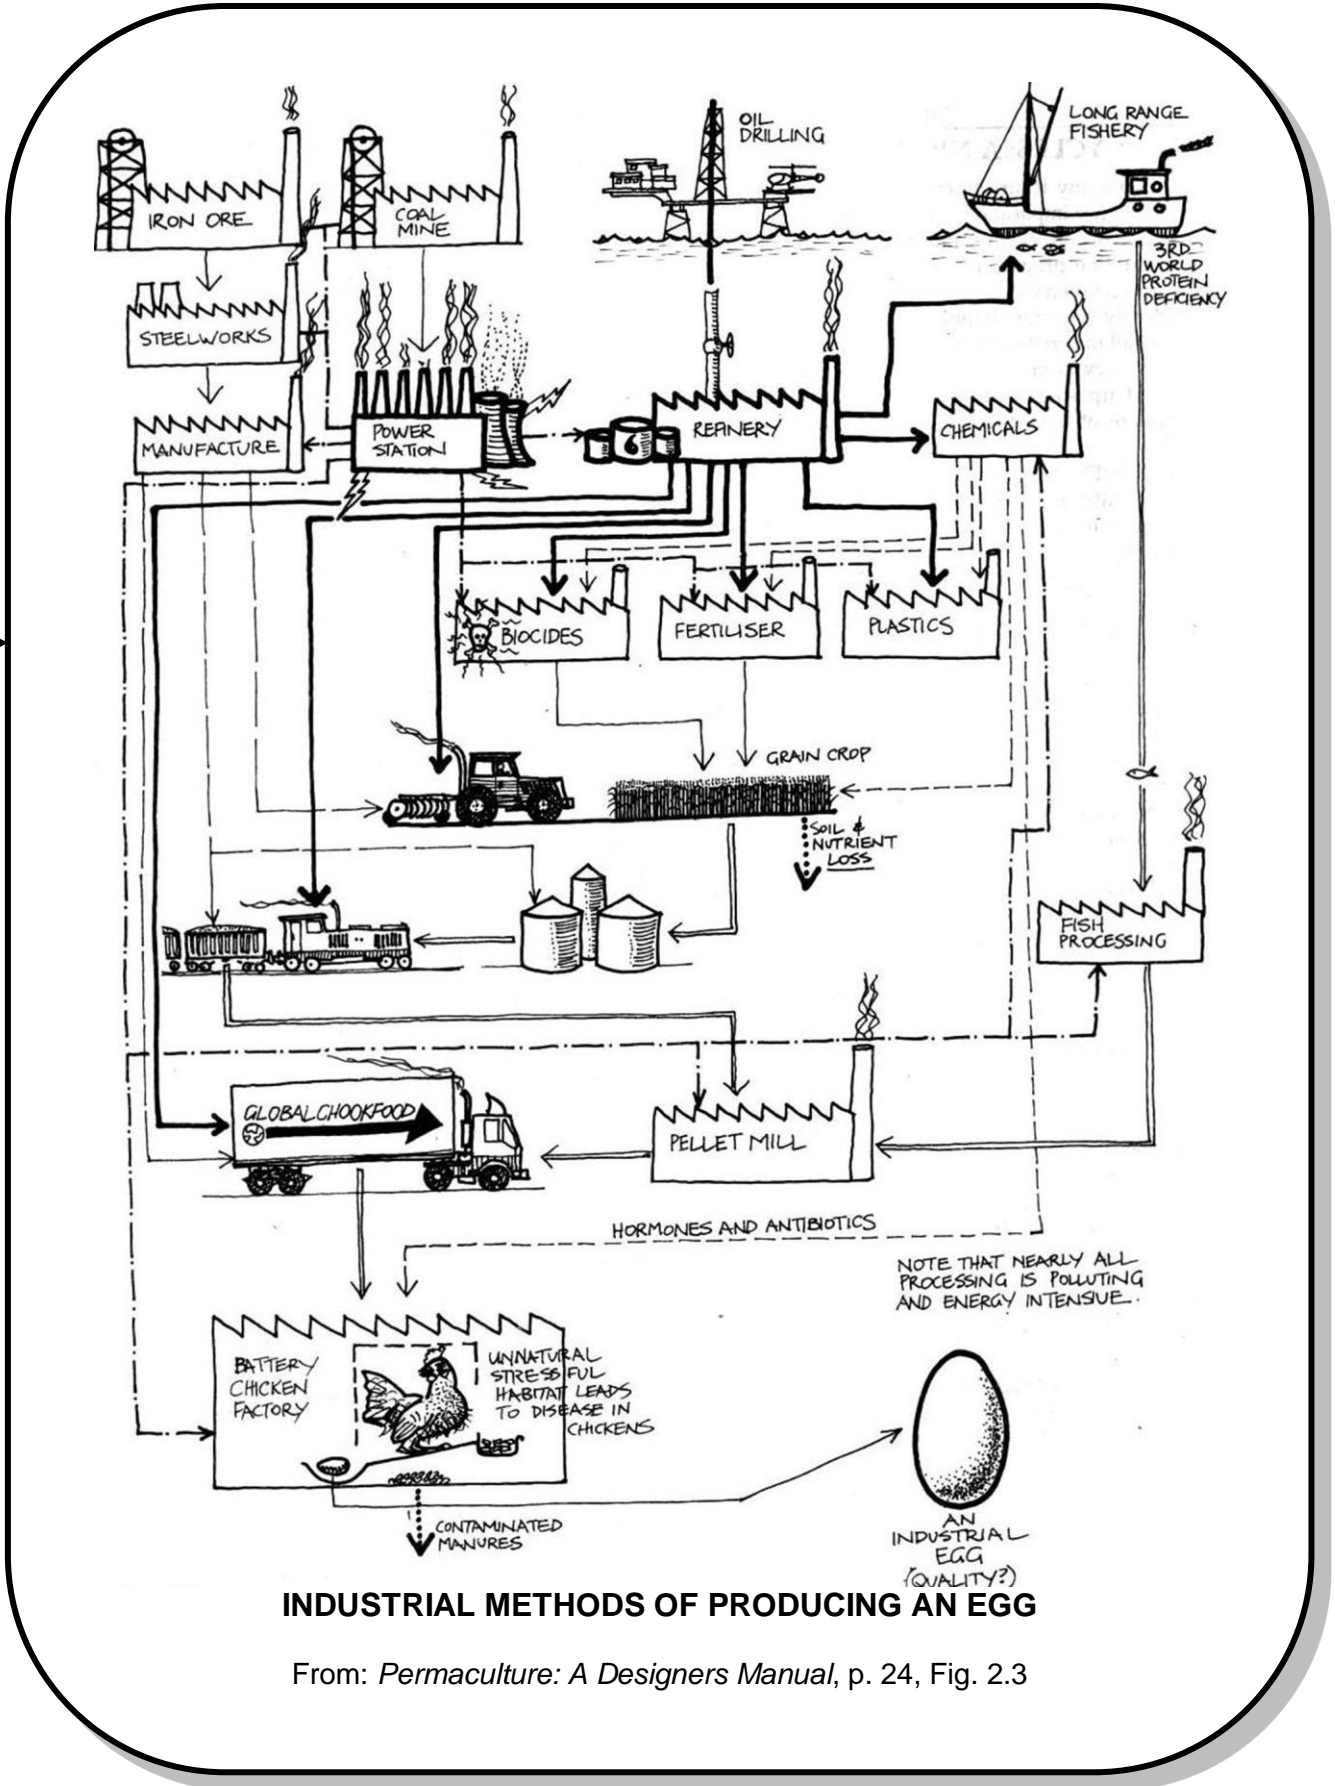 OIL
DRILLING
LONG RANGE
FISHERY
IRON ORE
COAL
MINE
3RD
WORLD
PROTEIN
DEFICIENCY
STEELWORKS
MANUFACTURE
POWER
STATION
REFINERY
CHEMICALS
BIOCIDES
FERTILISER
PLASTICS
GRAIN CROP
SOIL &
NUTRIENT
LOSS
FISH
PROCESSING
GLOBAL CHOOKFOOD
PELLET MILL
HORMONES AND ANTIBIOTICS
NOTE THAT NEARLY ALL
PROCESSING IS POLLUTING
AND ENERGY INTENSIVE.
BATTERY
CHICKEN
FACTORY
UNNATURAL
STRESSFUL
HABITAT LEADS
TO DISEASE IN
CHICKENS
CONTAMINATED
MANURES
AN
INDUSTRIAL
EGG
(QUALITY?)
INDUSTRIAL METHODS OF PRODUCING AN EGG
From: Permaculture: A Designers Manual, p. 24, Fig. 2.3